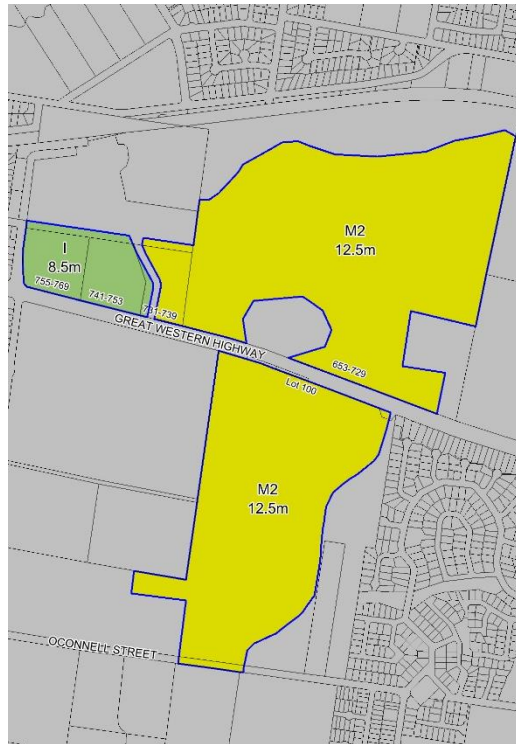 M2
12.5m
I
8.5m
755-769
741-753
731-739
GREAT WESTERN HIGHWAY
653-729
Lot 100
M2
12.5m
OCONNELL STREET